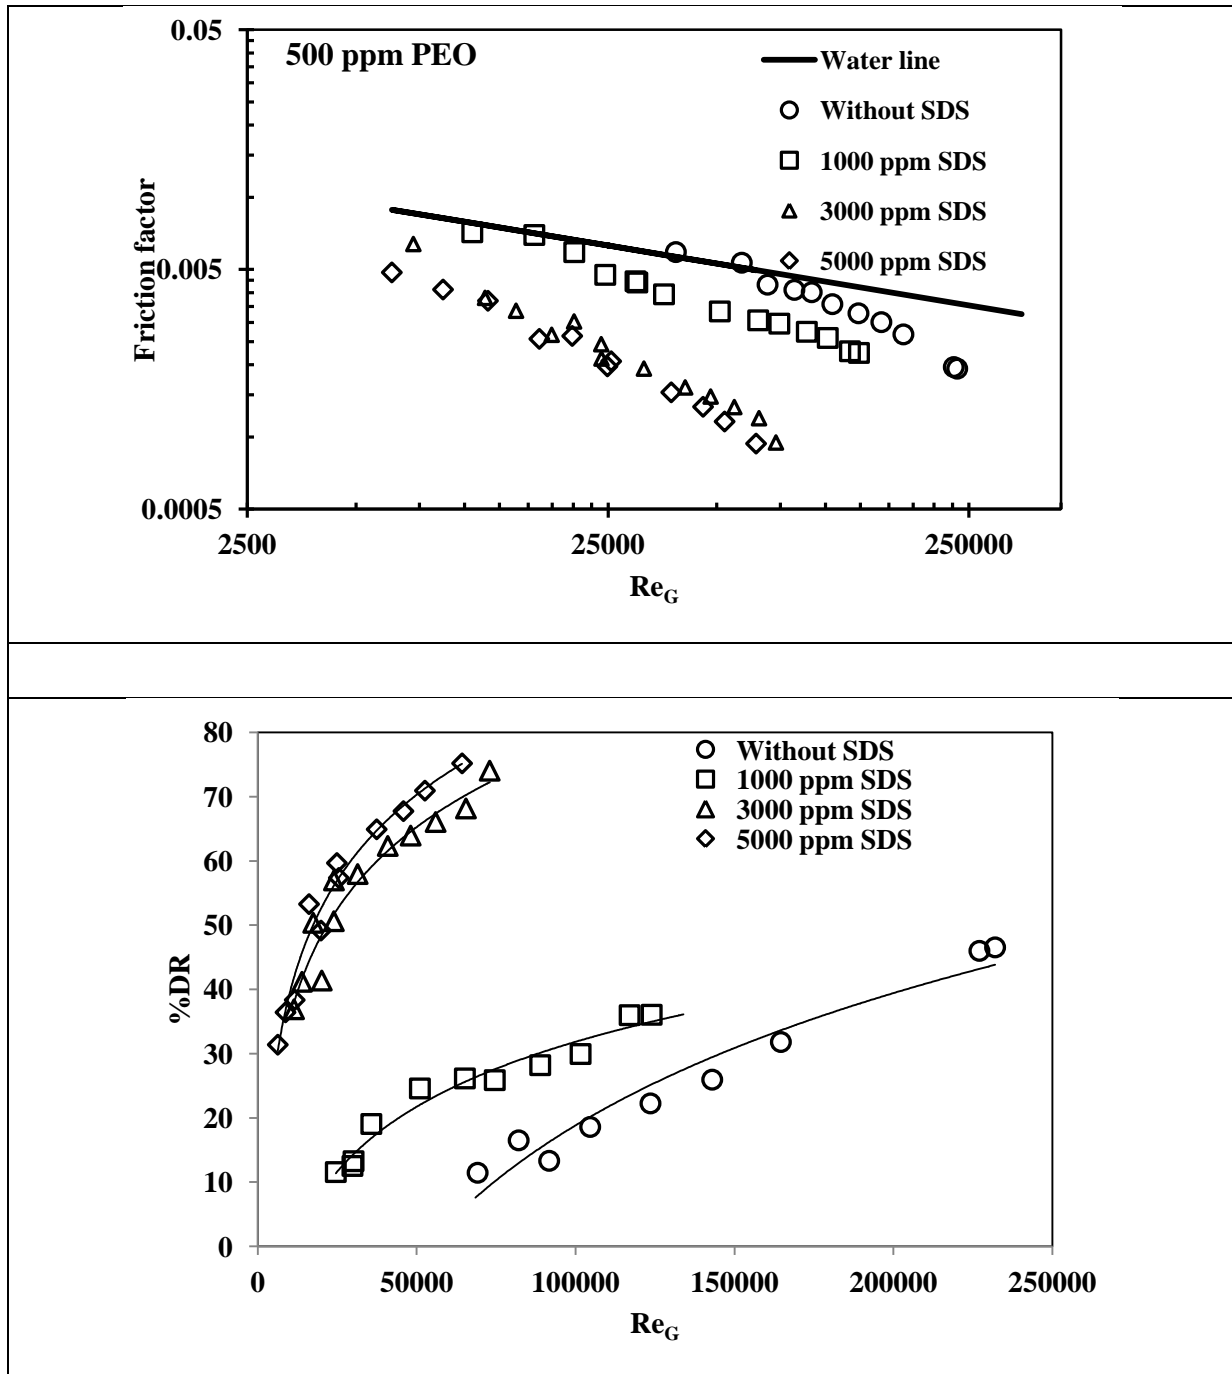 0.05
500 ppm PEO
Water line
Without SDS
1000 ppm SDS
3000 ppm SDS
5000 ppm SDS
Friction factor
0.005
0.0005
2500
25000
250000
ReG
80
70
60
50
40
30
20
10
0
%DR
Without SDS
1000 ppm SDS
3000 ppm SDS
5000 ppm SDS
0
50000
100000
150000
200000
250000
ReG